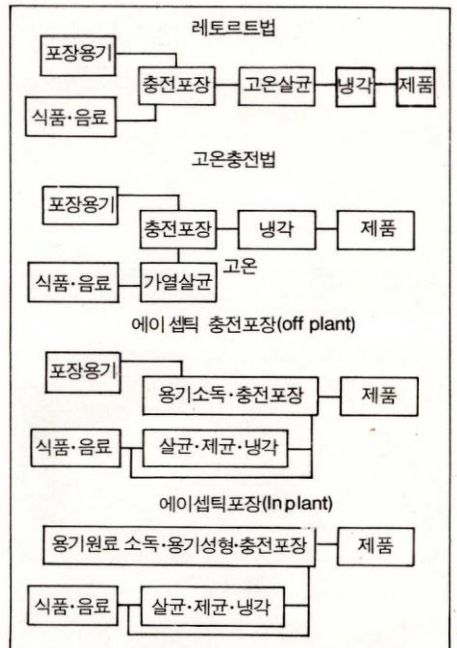 레토르트법
포장용기
충전포장 고온살균 냉각 제품
식품·음료
고온충전법
포장용기
충전포장 냉각 제품
고온
식품·음료 가열살균
에이셉틱 충전포장(off plant)
포장용기
용기소독·충전포장 제품
식품·음료 살균·제균·냉각
에이셉틱포장(In plant)
용기원료 소독·용기성형·충전포장 제품
식품·음료 살균·제균·냉각